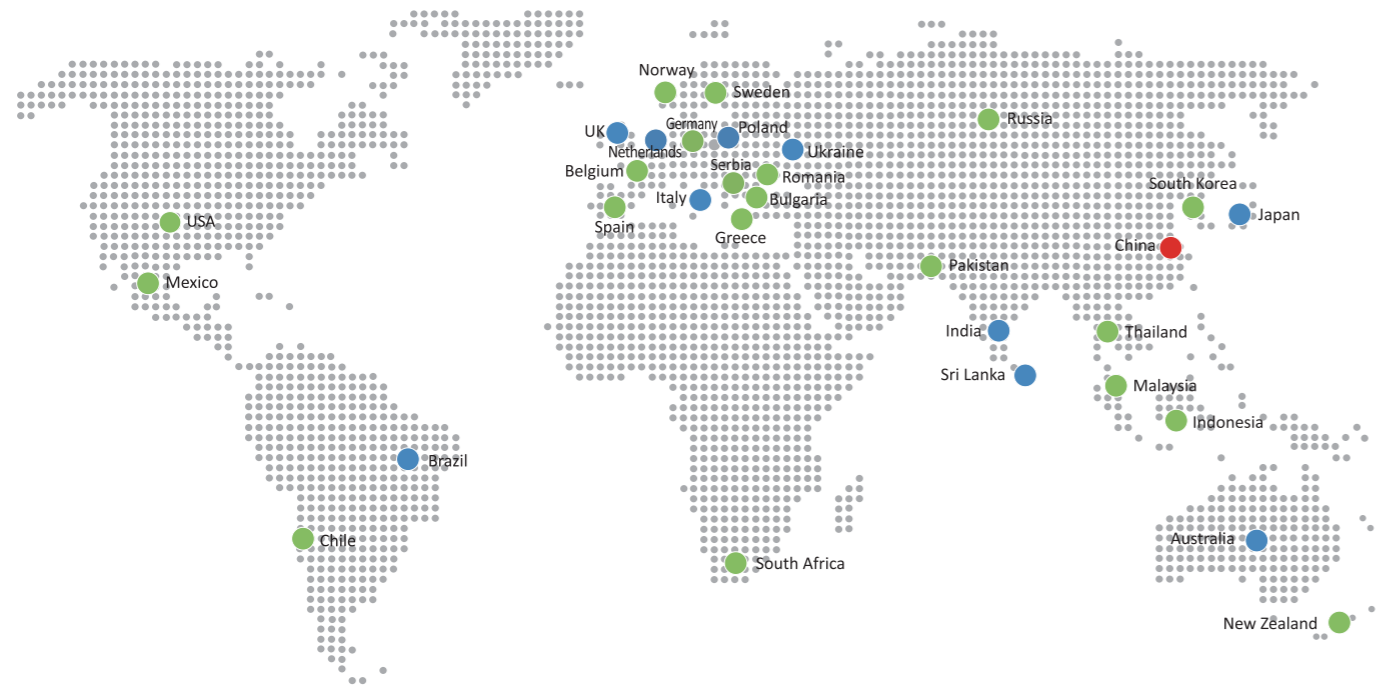 Norway
Sweden
Russia
Germany
Poland
UK
Netherlands
Ukraine
Serbia
Belgium
Romania
South Korea
Italy
Bulgaria
Japan
USA
Spain
Greece
China
Pakistan
Mexico
India
Thailand
Sri Lanka
Malaysia
Indonesia
Brazil
Australia
Chile
South Africa
New Zealand